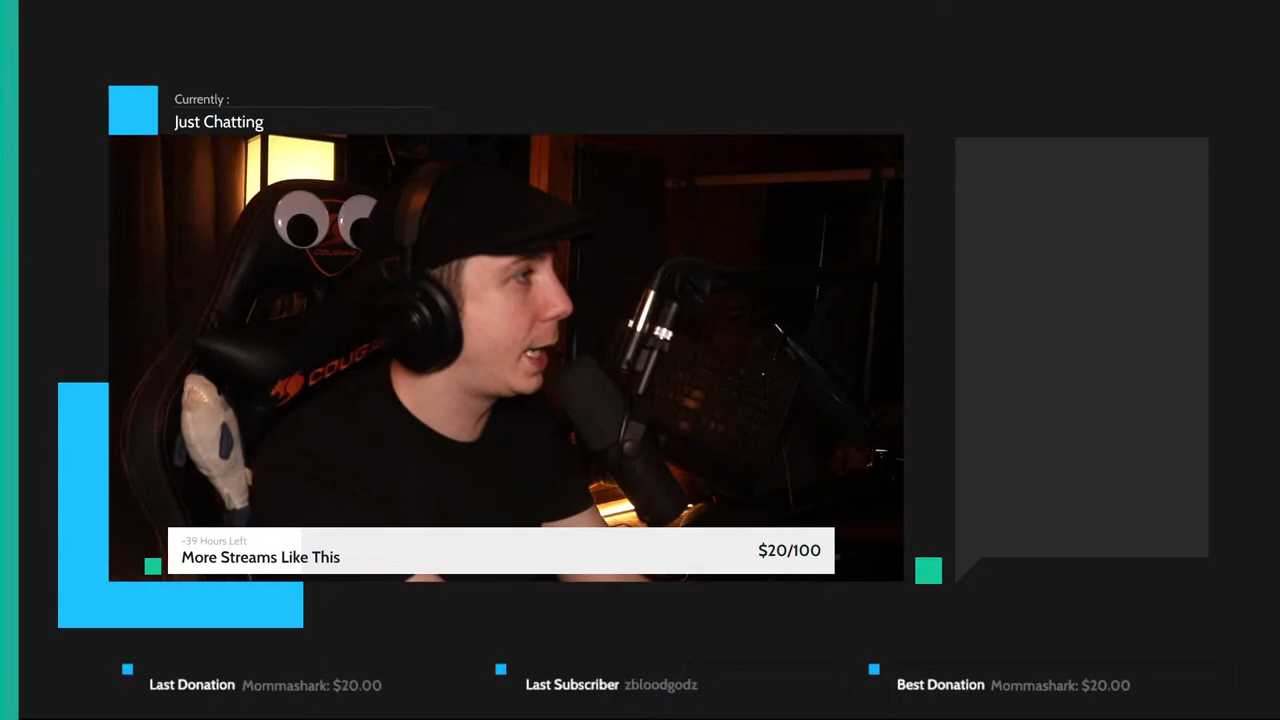 Currently :
Just Chatting
COUGAR
~39 Hours Left
More Streams Like This
$20/100
Last Donation Mommashark: $20.00
Last Subscriber zbloodgodz
Best Donation Mommashark: $20.00